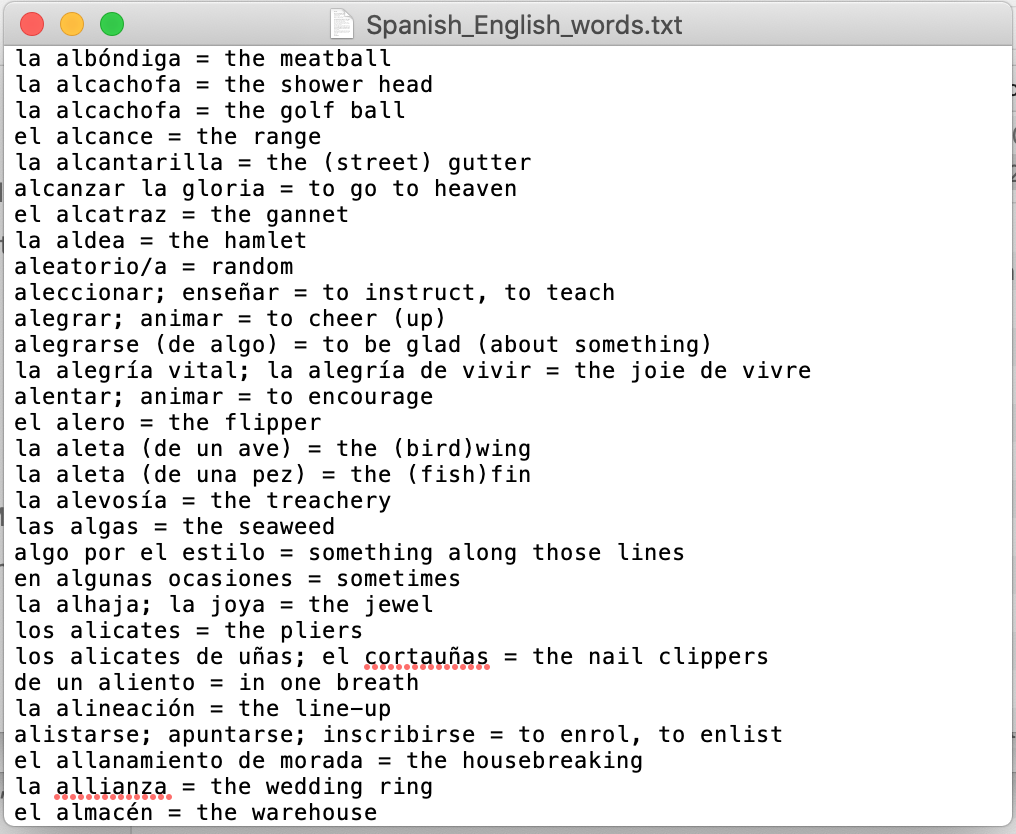 Spanish_English_words.txt
la albóndiga = the meatball
la alcachofa = the shower head
la alcachofa = the golf ball
el alcance = the range
la alcantarilla = the (street) gutter
alcanzar la gloria = to go to heaven
el alcatraz = the gannet
la aldea = the hamlet
aleatorio/a = random
aleccionar; enseñar = to instruct, to teach
alegrar; animar = to cheer (up)
alegrarse (de algo) = to be glad (about something)
la alegría vital; la alegría de vivir = the joie de vivre
alentar; animar = to encourage
el alero = the flipper
la aleta (de un ave) = the (bird)wing
la aleta (de una pez) = the (fish)fin
la alevosía = the treachery
las algas = the seaweed
algo por el estilo = something along those lines
en algunas ocasiones = sometimes
la alhaja; la joya = the jewel
los alicates = the pliers
los alicates de uñas; el cortauñas = the nail clippers
de un aliento = in one breath
la alineación = the line-up
alistarse; apuntarse; inscribirse = to enrol, to enlist
el allanamiento de morada = the housebreaking
la allianza = the wedding ring
el almacén = the warehouse